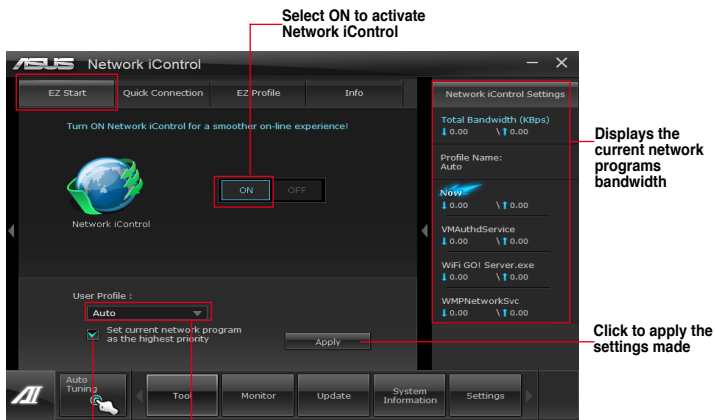 Select ON to activate
Network iControl
ASUS Network iControl
EZ Start
Quick Connection
EZ Profile
Info
Turn ON Network iControl for a smoother on-line experience!
ON
OFF
Network iControl
User Profile :
Auto
Set current network program
as the highest priority
Apply
Network iControl Settings
Total Bandwidth (KBps)
0.00 \ 0.00
Profile Name:
Auto
Now
0.00 \ 0.00
VMAuthdService
0.00 \ 0.00
WiFi GO! Server.exe
0.00 \ 0.00
WMPNetworkSvc
0.00 \ 0.00
Displays the
current network
programs
bandwidth
Click to apply the
settings made
AI
Auto
Tuning
Tool
Monitor
Update
System
Information
Settings